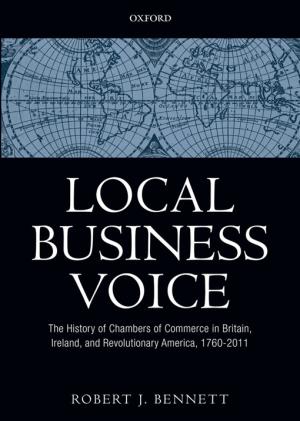 OXFORD
LOCAL
BUSINESS
VOICE
The History of Chambers of Commerce in Britain,
Ireland, and Revolutionary America, 1760-2011
ROBERT J. BENNETT